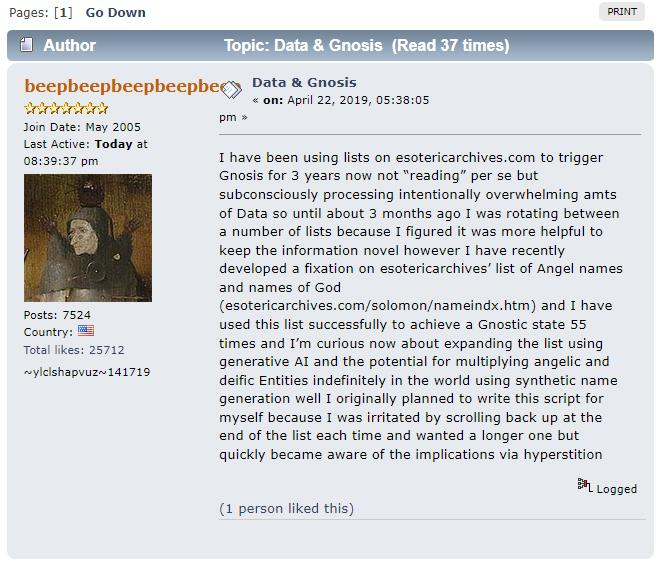 Pages: [1] Go Down
PRINT
Author
Topic: Data & Gnosis (Read 37 times)
beepbeepbeepbeepbe
Join Date: May 2005
Last Active: Today at
08:39:37 pm
Posts: 7524
Country:
Total likes: 25712
~ylclshapvuz~141719
Data & Gnosis
« on: April 22, 2019, 05:38:05
pm »
I have been using lists on esotericarchives.com to trigger
Gnosis for 3 years now not “reading” per se but
subconsciously processing intentionally overwhelming amts
of Data so until about 3 months ago I was rotating between
a number of lists because I figured it was more helpful to
keep the information novel however I have recently
developed a fixation on esotericarchives’ list of Angel names
and names of God
(esotericarchives.com/solomon/nameindx.htm) and I have
used this list successfully to achieve a Gnostic state 55
times and I’m curious now about expanding the list using
generative AI and the potential for multiplying angelic and
deific Entities indefinitely in the world using synthetic name
generation well I originally planned to write this script for
myself because I was irritated by scrolling back up at the
end of the list each time and wanted a longer one but
quickly became aware of the implications via hyperstition
Logged
(1 person liked this)